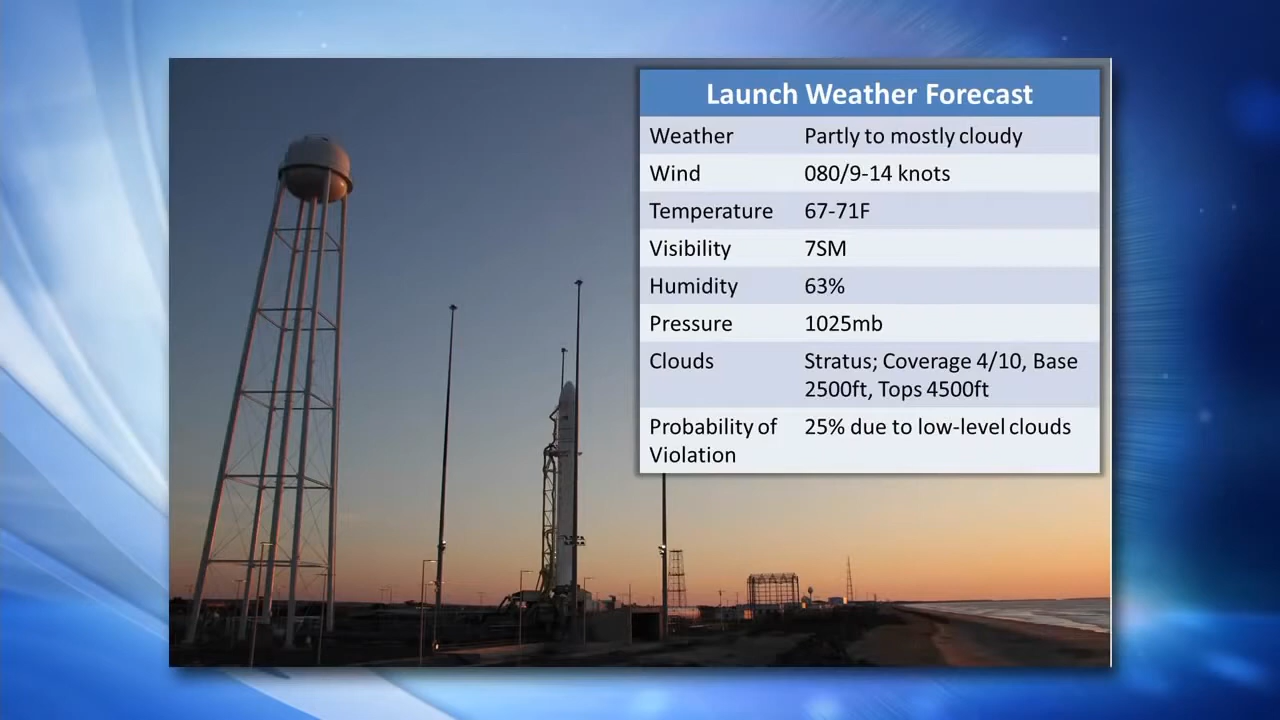 Launch Weather Forecast
Weather Partly to mostly cloudy
Wind 080/9-14 knots
Temperature 67-71F
Visibility 7SM
Humidity 63%
Pressure 1025mb
Clouds Stratus; Coverage 4/10, Base
2500ft, Tops 4500ft
Probability of 25% due to low-level clouds
Violation